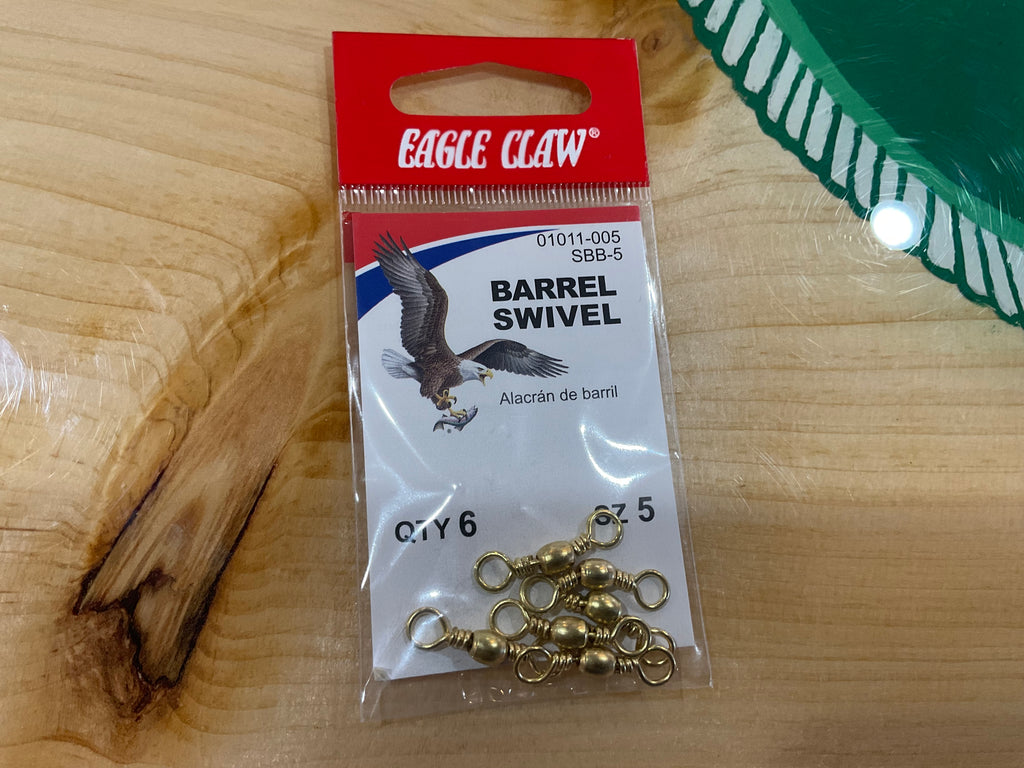 EAGLE CLAW®
01011-005
SBB-5
BARREL
SWIVEL
Alacrán de barril
QTY 6
SZ 5